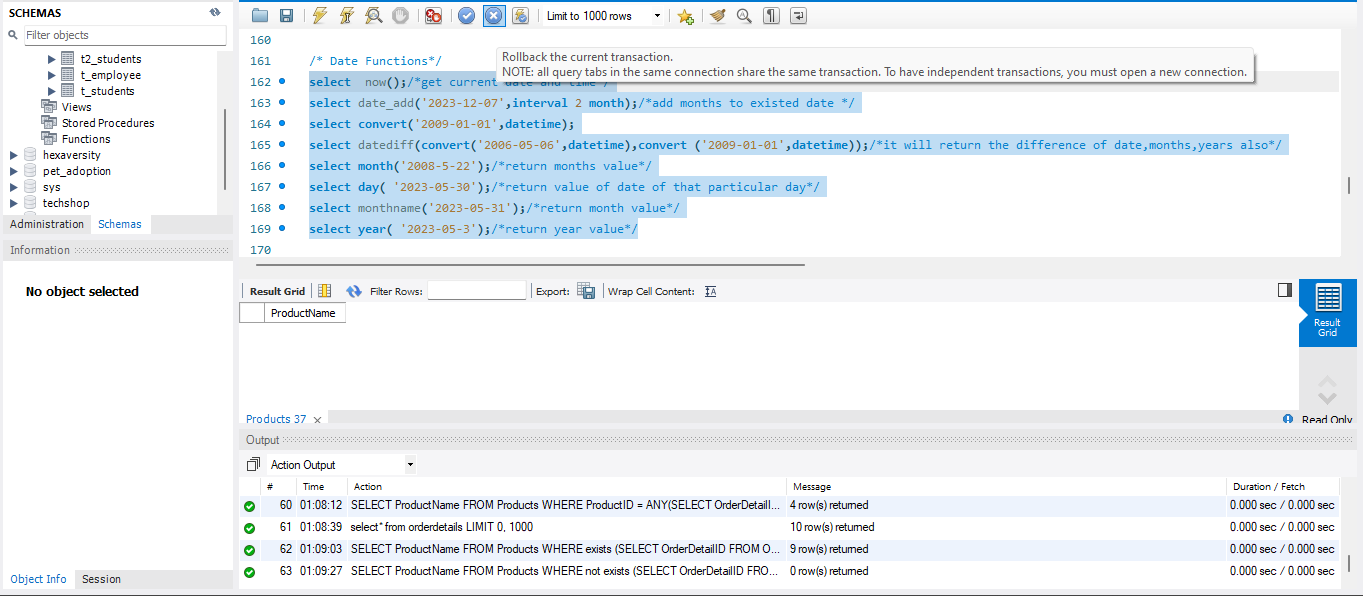 SCHEMAS
Filter objects
t2_students
t_employee
t_students
Views
Stored Procedures
Functions
hexaversity
pet_adoption
sys
techshop
Administration Schemas
Information
No object selected
Object Info Session
Limit to 1000 rows
Rollback the current transaction.
NOTE: all query tabs in the same connection share the same transaction. To have independent transactions, you must open a new connection.
160
161 /* Date Functions*/
162 select now();/*get current date and time*/
163 select date_add('2023-12-07',interval 2 month);/*add months to existed date */
164 select convert('2009-01-01',datetime);
165 select datediff(convert('2006-05-06',datetime),convert ('2009-01-01',datetime));/*it will return the difference of date,months,years also*/
166 select month('2008-5-22');/*return months value*/
167 select day( '2023-05-30');/*return value of date of that particular day*/
168 select monthname('2023-05-31');/*return month value*/
169 select year( '2023-05-3');/*return year value*/
170
Result Grid Filter Rows: Export: Wrap Cell Content:
ProductName
Result
Grid
Products 37
Read Only
Output
Action Output
# Time Action Message Duration / Fetch
60 01:08:12 SELECT ProductName FROM Products WHERE ProductID = ANY(SELECT OrderDetaill... 4 row(s) returned 0.000 sec / 0.000 sec
61 01:08:39 select* from orderdetails LIMIT 0, 1000 10 row(s) returned 0.000 sec / 0.000 sec
62 01:09:03 SELECT ProductName FROM Products WHERE exists (SELECT OrderDetailID FROM O... 9 row(s) returned 0.000 sec / 0.000 sec
63 01:09:27 SELECT ProductName FROM Products WHERE not exists (SELECT OrderDetailID FRO... 0 row(s) returned 0.000 sec / 0.000 sec